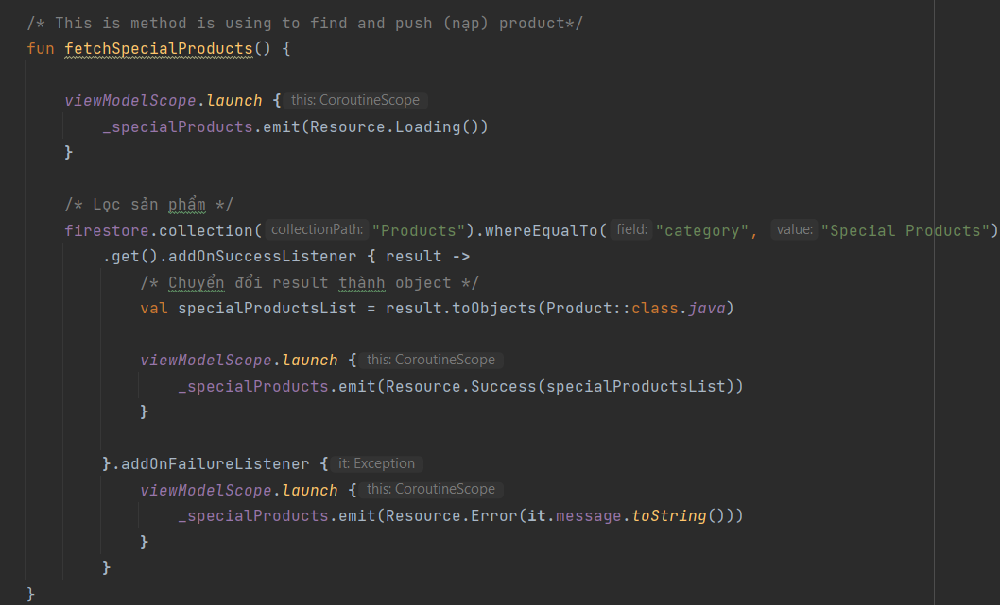 /* This is method is using to find and push (nạp) product*/
fun fetchSpecialProducts() {
viewModelScope.launch { this: CoroutineScope
_specialProducts.emit(Resource.Loading())
}
/* Lọc sản phẩm */
firestore.collection( collectionPath: "Products").whereEqualTo( field: "category", value: "Special Products")
.get().addOnSuccessListener { result ->
/* Chuyển đổi result thành object */
val specialProductsList = result.toObjects(Product::class.java)
viewModelScope.launch { this: CoroutineScope
_specialProducts.emit(Resource.Success(specialProductsList))
}
}.addOnFailureListener { it: Exception
viewModelScope.launch { this: CoroutineScope
_specialProducts.emit(Resource.Error(it.message.toString()))
}
}
}